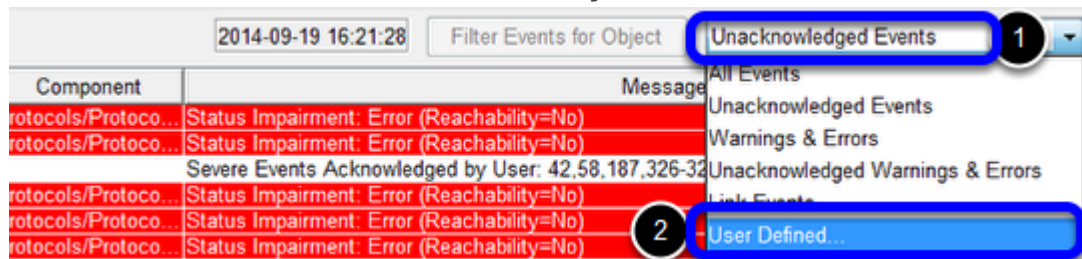 2014-09-19 16:21:28 Filter Events for Object Unacknowledged Events 1
Component Message All Events
rotocols/Protoco... Status Impairment: Error (Reachability=No) Unacknowledged Events
rotocols/Protoco... Status Impairment: Error (Reachability=No) Warnings & Errors
Severe Events Acknowledged by User: 42,58,187,326-32 Unacknowledged Warnings & Errors
rotocols/Protoco... Status Impairment: Error (Reachability=No) Link Events
rotocols/Protoco... Status Impairment: Error (Reachability=No)
rotocols/Protoco... Status Impairment: Error (Reachability=No) 2 User Defined...